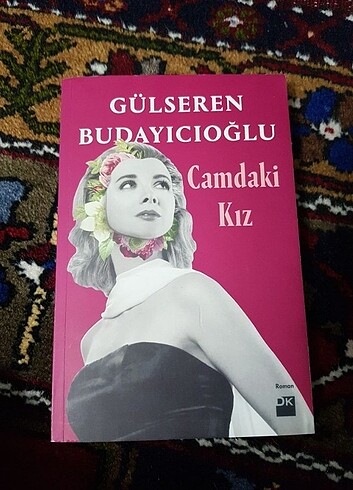 GÜLSEREN
BUDAYICIOĞLU
Camdaki
Kız
Roman
DK